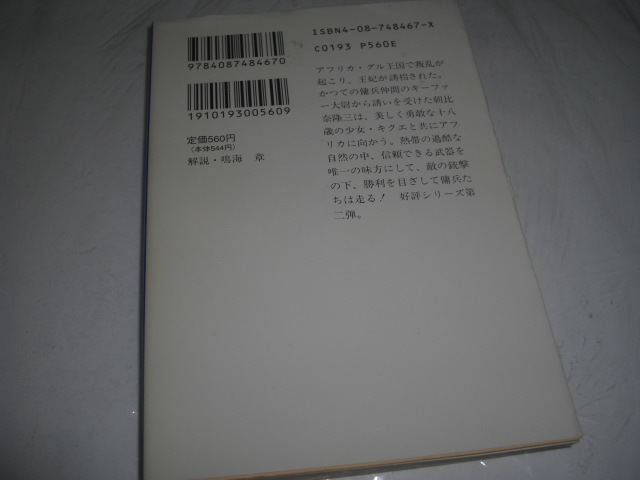 ISBN4-08-748467-X
C0193 P560E
9784087484670
1910193005609
定価560円
(本体544円)
解説・鳴海 章
アフリカ・グル王国で叛乱が
起こり、王妃が誘拐された。
かつての傭兵仲間のキーファ
ー大尉から誘いを受けた朝比
奈隆三は、美しく勇敢な十八
歳の少女・キクエと共にアフ
リカに向かう。熱帯の過酷な
自然の中、信頼できる武器を
唯一の味方にして、敵の銃撃
の下、勝利を目ざして傭兵た
ちは走る! 好評シリーズ第
二弾。